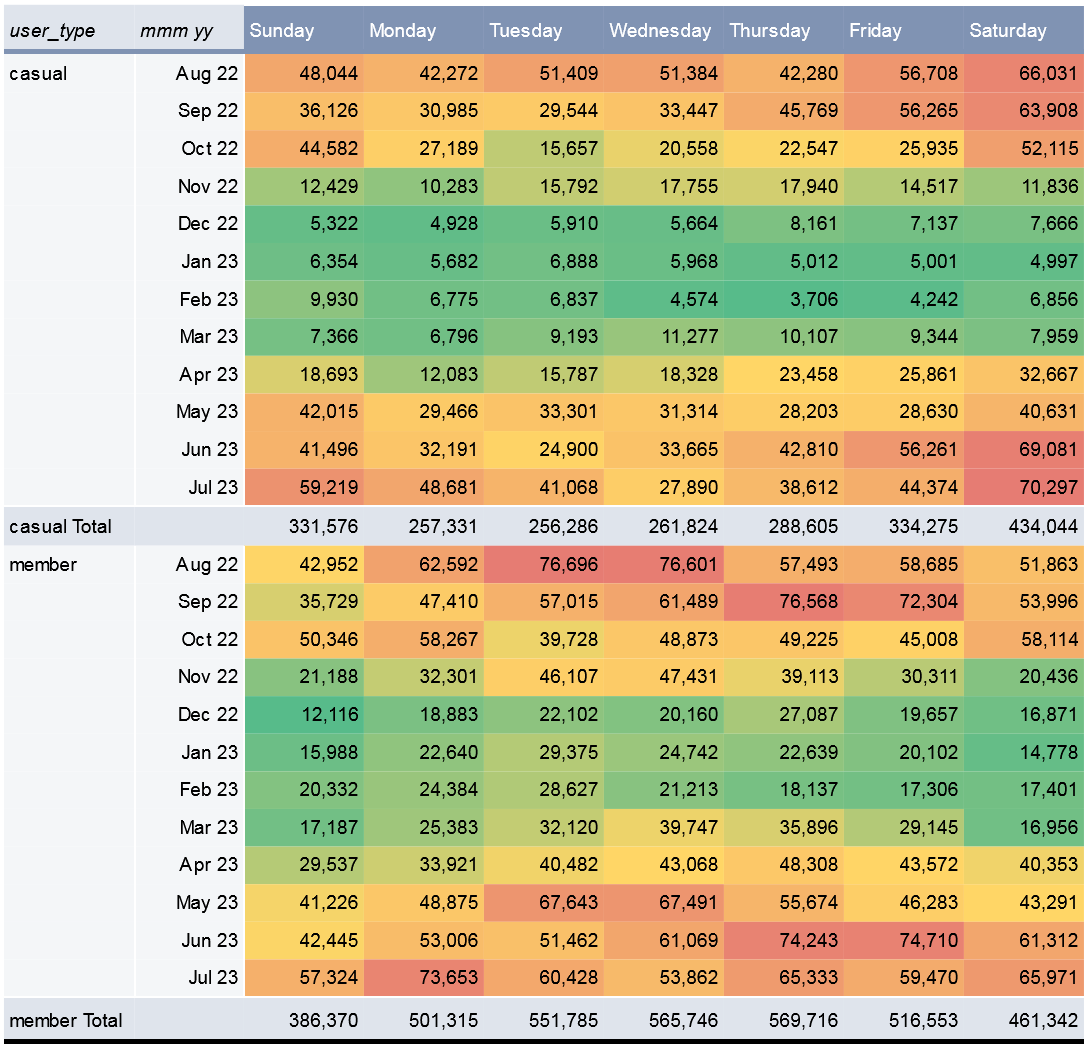 user_type mmm yy Sunday Monday Tuesday Wednesday Thursday Friday Saturday
casual Aug 22 48,044 42,272 51,409 51,384 42,280 56,708 66,031
Sep 22 36,126 30,985 29,544 33,447 45,769 56,265 63,908
Oct 22 44,582 27,189 15,657 20,558 22,547 25,935 52,115
Nov 22 12,429 10,283 15,792 17,755 17,940 14,517 11,836
Dec 22 5,322 4,928 5,910 5,664 8,161 7,137 7,666
Jan 23 6,354 5,682 6,888 5,968 5,012 5,001 4,997
Feb 23 9,930 6,775 6,837 4,574 3,706 4,242 6,856
Mar 23 7,366 6,796 9,193 11,277 10,107 9,344 7,959
Apr 23 18,693 12,083 15,787 18,328 23,458 25,861 32,667
May 23 42,015 29,466 33,301 31,314 28,203 28,630 40,631
Jun 23 41,496 32,191 24,900 33,665 42,810 56,261 69,081
Jul 23 59,219 48,681 41,068 27,890 38,612 44,374 70,297
casual Total 331,576 257,331 256,286 261,824 288,605 334,275 434,044
member Aug 22 42,952 62,592 76,696 76,601 57,493 58,685 51,863
Sep 22 35,729 47,410 57,015 61,489 76,568 72,304 53,996
Oct 22 50,346 58,267 39,728 48,873 49,225 45,008 58,114
Nov 22 21,188 32,301 46,107 47,431 39,113 30,311 20,436
Dec 22 12,116 18,883 22,102 20,160 27,087 19,657 16,871
Jan 23 15,988 22,640 29,375 24,742 22,639 20,102 14,778
Feb 23 20,332 24,384 28,627 21,213 18,137 17,306 17,401
Mar 23 17,187 25,383 32,120 39,747 35,896 29,145 16,956
Apr 23 29,537 33,921 40,482 43,068 48,308 43,572 40,353
May 23 41,226 48,875 67,643 67,491 55,674 46,283 43,291
Jun 23 42,445 53,006 51,462 61,069 74,243 74,710 61,312
Jul 23 57,324 73,653 60,428 53,862 65,333 59,470 65,971
member Total 386,370 501,315 551,785 565,746 569,716 516,553 461,342